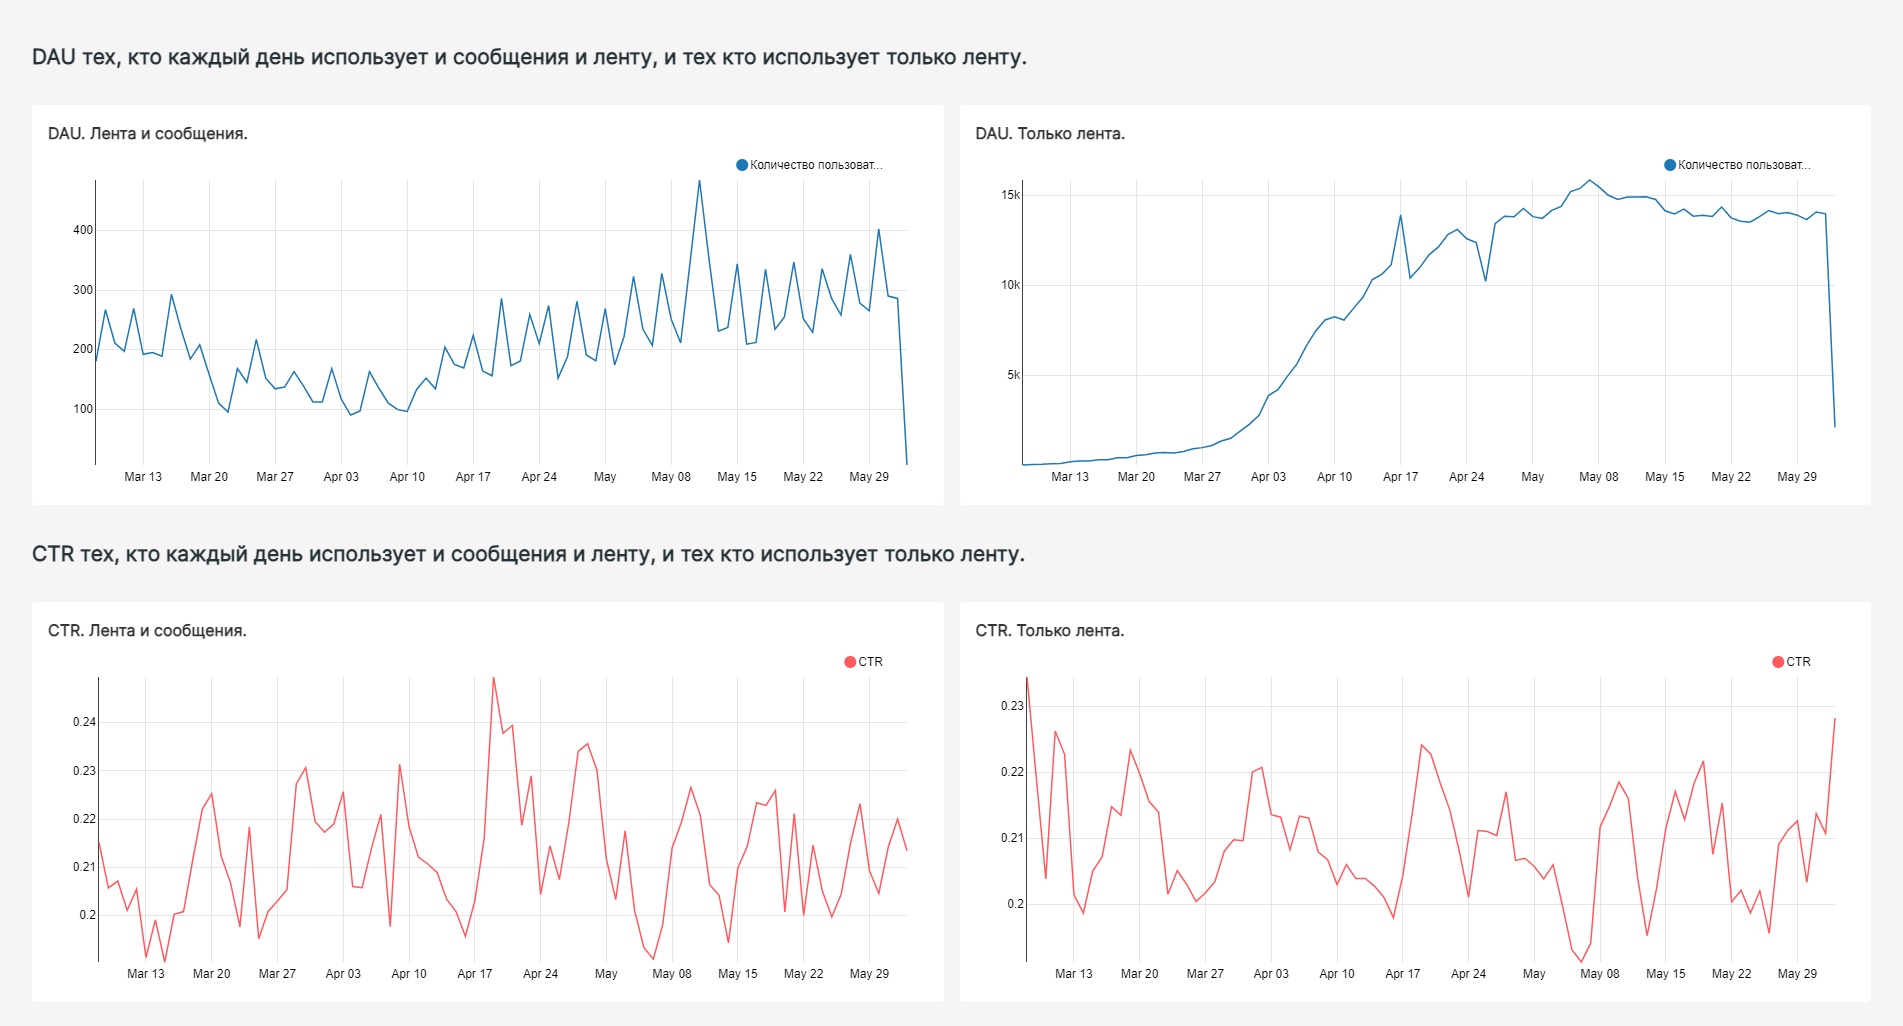 DAU тех, кто каждый день использует и сообщения и ленту, и тех кто использует только ленту.
DAU. Лента и сообщения.
Количество пользоват...
400
300
200
100
Mar 13 Mar 20 Mar 27 Apr 03 Apr 10 Apr 17 Apr 24 May May 08 May 15 May 22 May 29
DAU. Только лента.
Количество пользоват...
15k
10k
5k
Mar 13 Mar 20 Mar 27 Apr 03 Apr 10 Apr 17 Apr 24 May May 08 May 15 May 22 May 29
CTR тех, кто каждый день использует и сообщения и ленту, и тех кто использует только ленту.
CTR. Лента и сообщения.
CTR
0.24
0.23
0.22
0.21
0.2
Mar 13 Mar 20 Mar 27 Apr 03 Apr 10 Apr 17 Apr 24 May May 08 May 15 May 22 May 29
CTR. Только лента.
CTR
0.23
0.22
0.21
0.2
Mar 13 Mar 20 Mar 27 Apr 03 Apr 10 Apr 17 Apr 24 May May 08 May 15 May 22 May 29